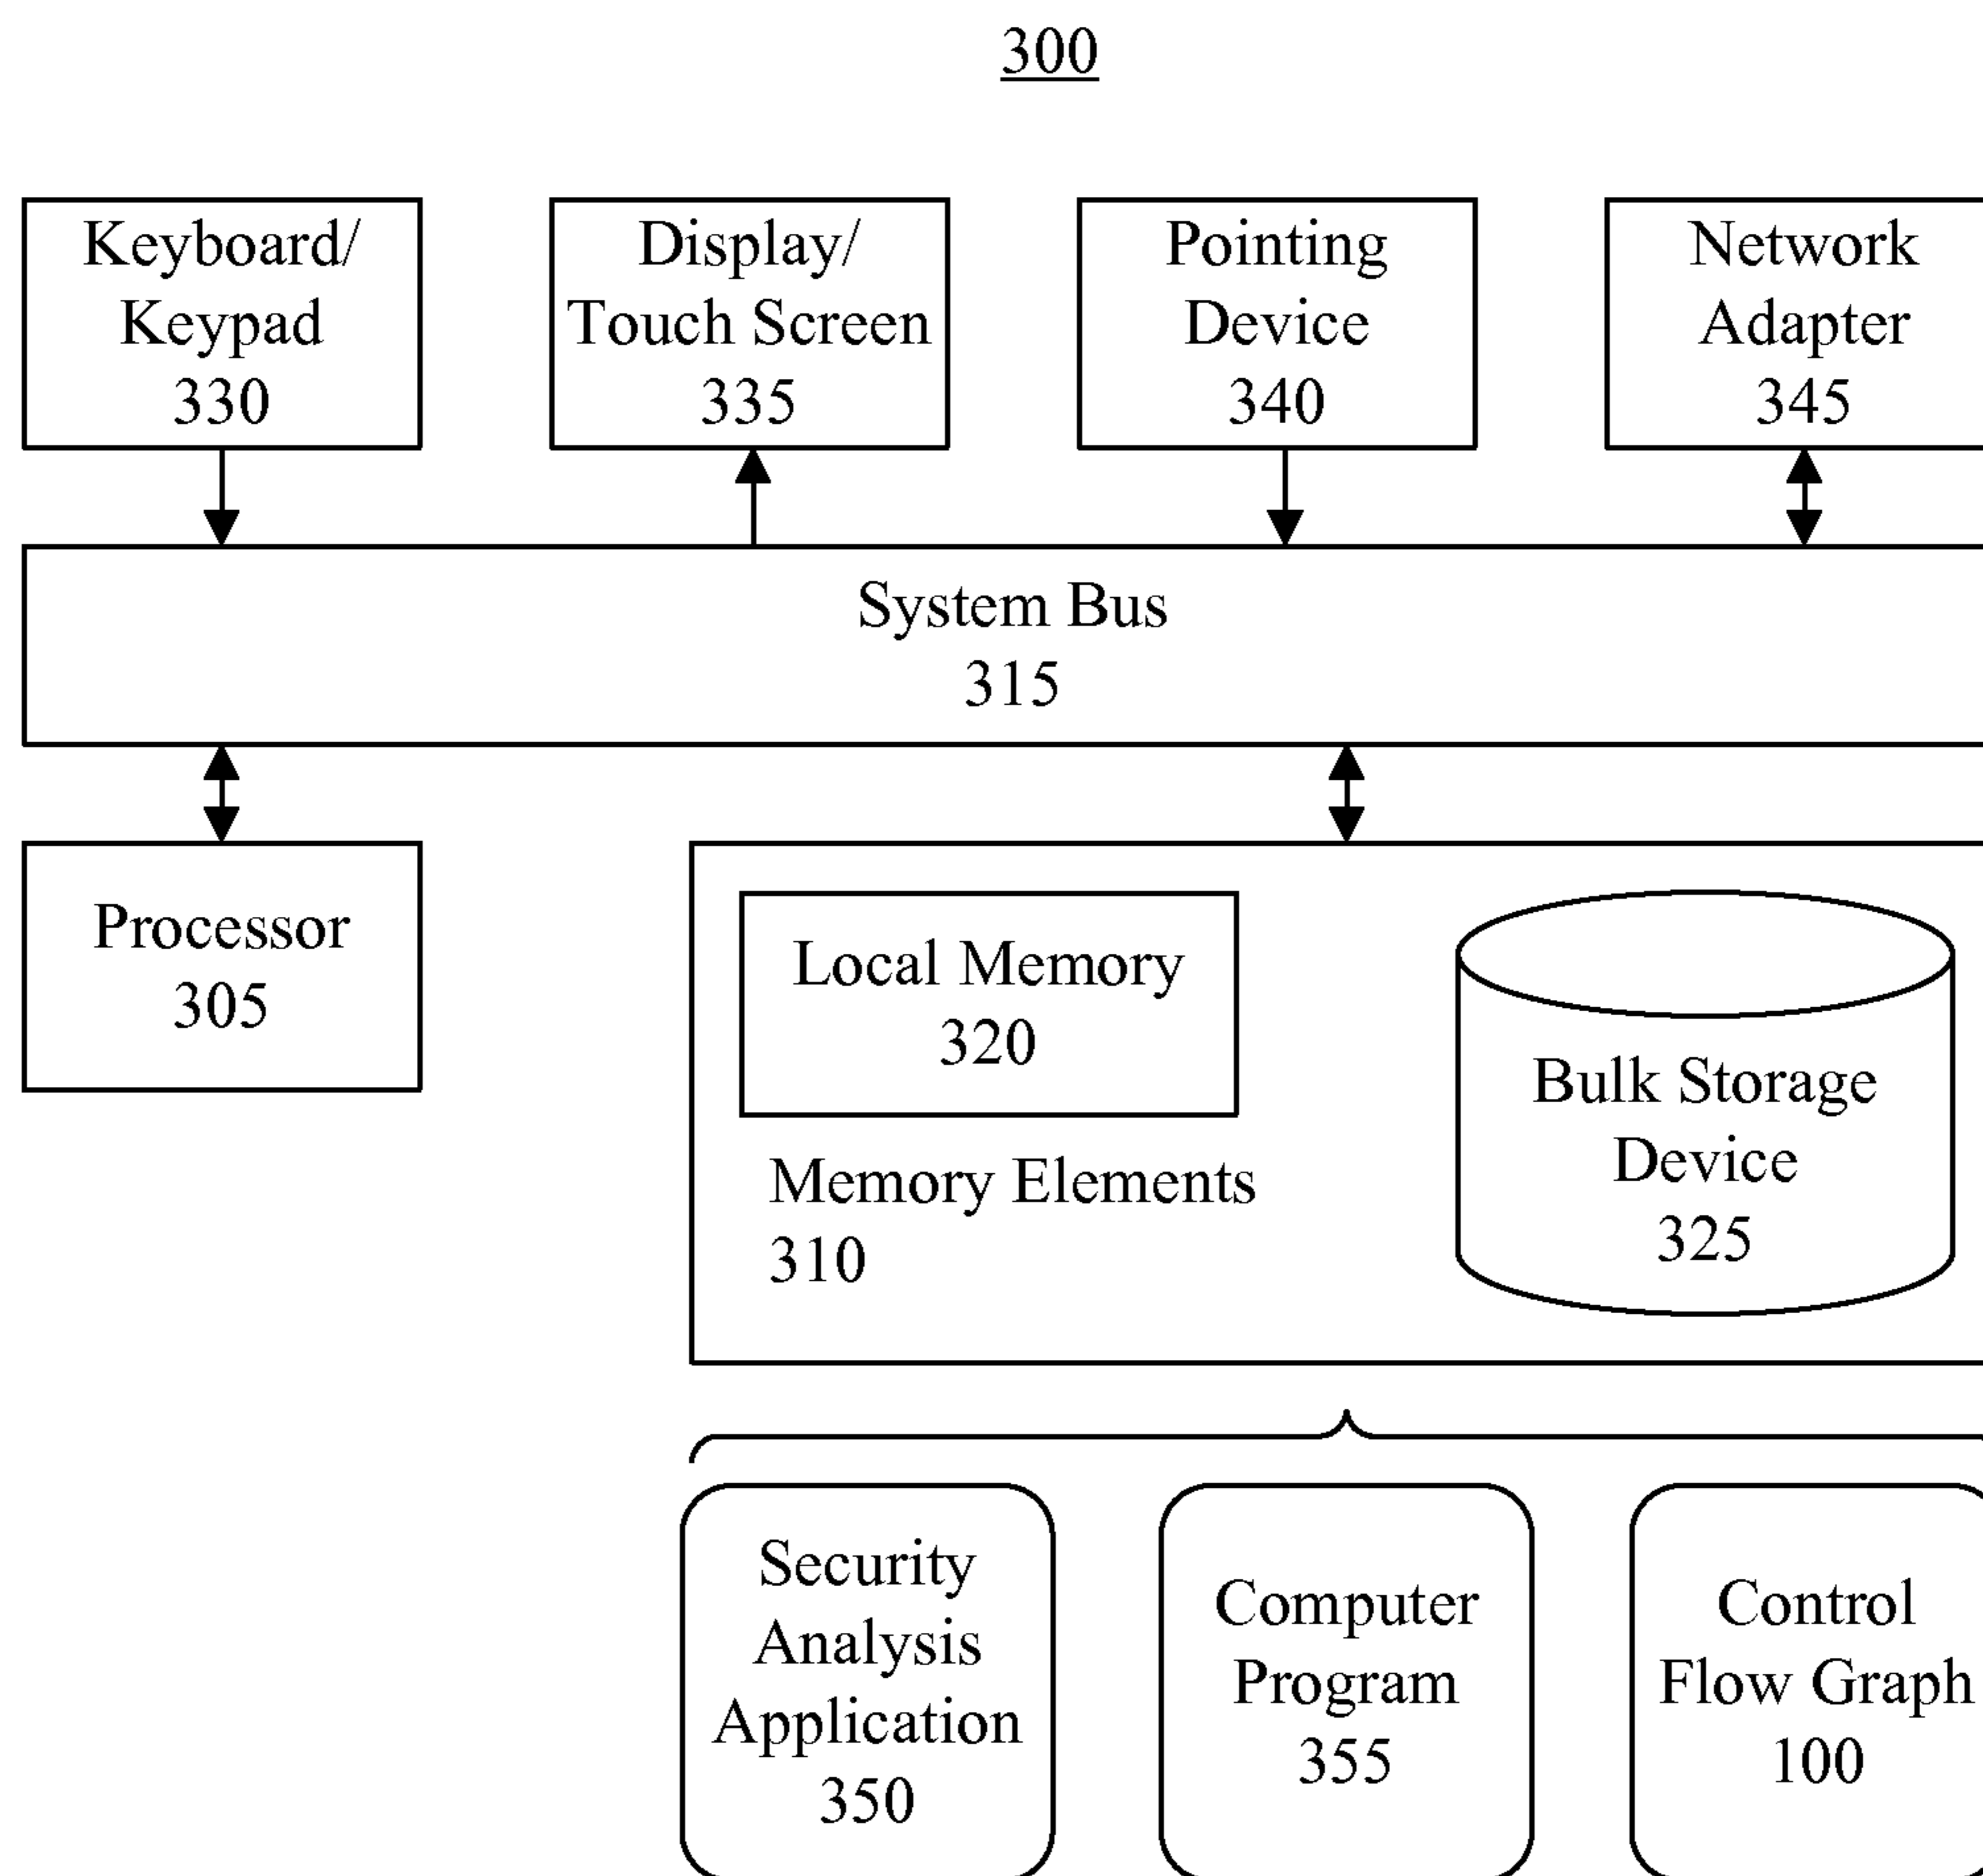 300
Keyboard/
Keypad
330
Display/
Touch Screen
335
Pointing
Device
340
Network
Adapter
345
System Bus
315
Processor
305
Local Memory
320
Memory Elements
310
Bulk Storage
Device
325
Security
Analysis
Application
350
Computer
Program
355
Control
Flow Graph
100